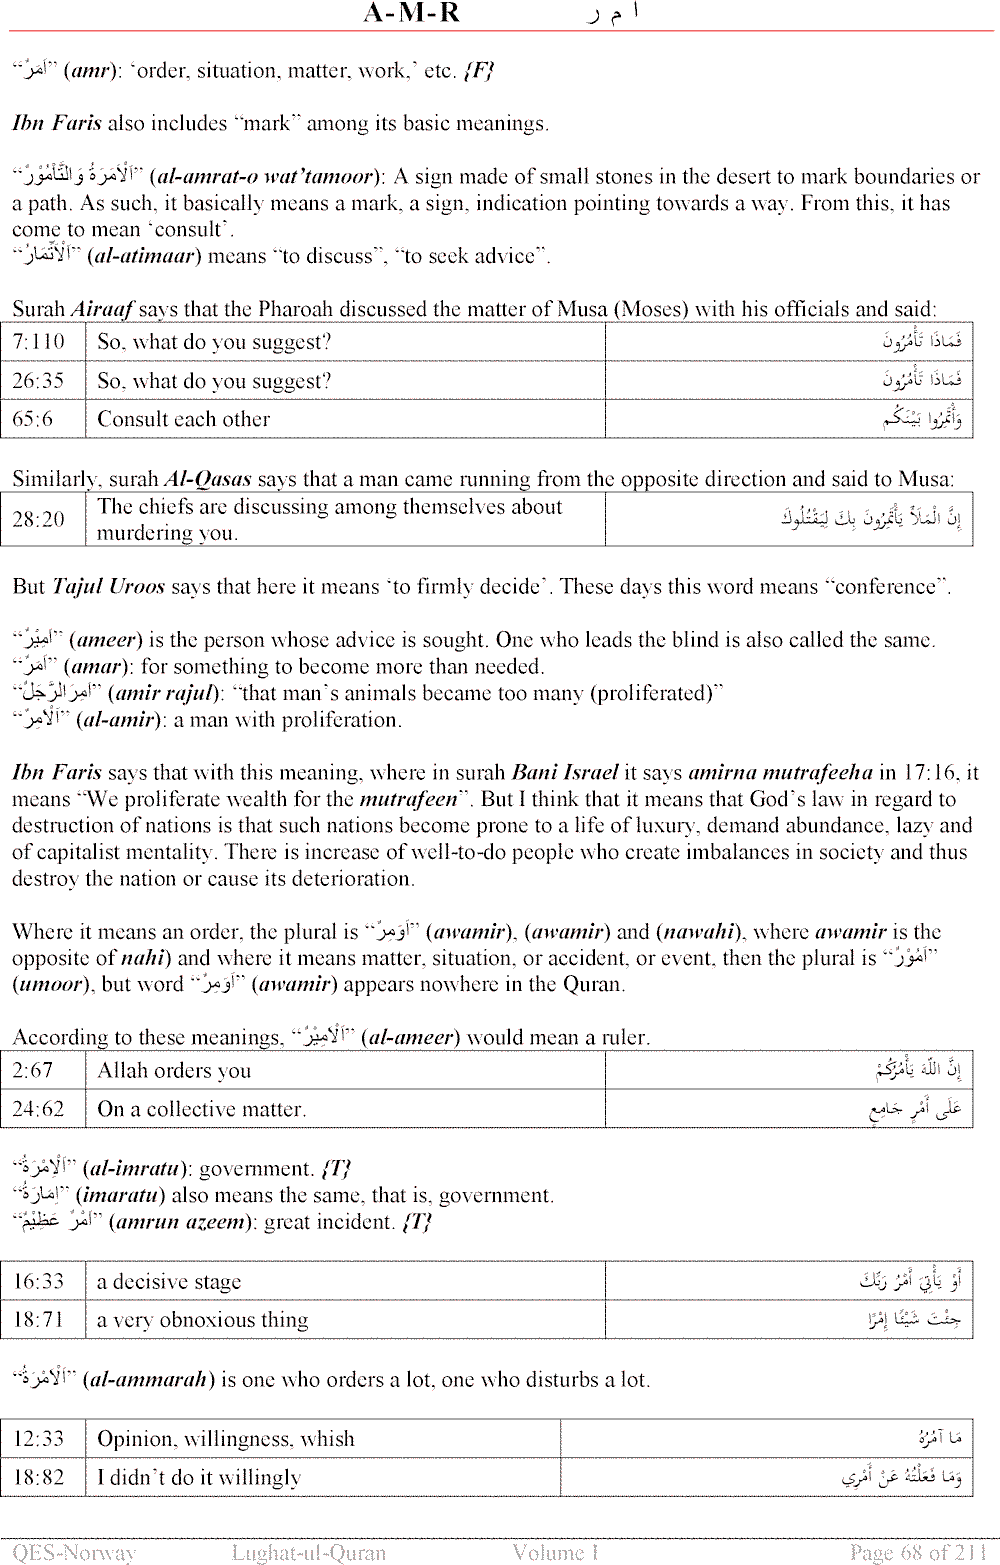 A-M-R ا م ر
“اَمَرٌ” (amr): ‘order, situation, matter, work,’ etc. {F}
Ibn Faris also includes “mark” among its basic meanings.
“اَلْاَمَرَةُ وَالتَّأْمُوْرُ” (al-amrat-o wat’tamoor): A sign made of small stones in the desert to mark boundaries or
a path. As such, it basically means a mark, a sign, indication pointing towards a way. From this, it has
come to mean ‘consult’.
“اَلْاَتِّمَارُ” (al-atimaar) means “to discuss”, “to seek advice”.
Surah Airaaf says that the Pharoah discussed the matter of Musa (Moses) with his officials and said:
7:110 So, what do you suggest? فَمَاذَا تَأْمُرُونَ
26:35 So, what do you suggest? فَمَاذَا تَأْمُرُونَ
65:6 Consult each other وَأْتَمِرُوا بَيْنَكُم
Similarly, surah Al-Qasas says that a man came running from the opposite direction and said to Musa:
28:20 The chiefs are discussing among themselves about إِنَّ الْمَلَأَ يَأْتَمِرُونَ بِكَ لِيَقْتُلُوكَ
murdering you.
But Tajul Uroos says that here it means ‘to firmly decide’. These days this word means “conference”.
“اَمِيْرٌ” (ameer) is the person whose advice is sought. One who leads the blind is also called the same.
“اَمَرٌ” (amar): for something to become more than needed.
“اَمِرَ الرَّجُلُ” (amir rajul): “that man’s animals became too many (proliferated)”
“اَلْاَمِرُ” (al-amir): a man with proliferation.
Ibn Faris says that with this meaning, where in surah Bani Israel it says amirna mutrafeeha in 17:16, it
means “We proliferate wealth for the mutrafeen”. But I think that it means that God’s law in regard to
destruction of nations is that such nations become prone to a life of luxury, demand abundance, lazy and
of capitalist mentality. There is increase of well-to-do people who create imbalances in society and thus
destroy the nation or cause its deterioration.
Where it means an order, the plural is “اَوَمِرُ” (awamir), (awamir) and (nawahi), where awamir is the
opposite of nahi) and where it means matter, situation, or accident, or event, then the plural is “اَمُوْرٌ”
(umoor), but word “اَوَمِرُ” (awamir) appears nowhere in the Quran.
According to these meanings, “اَلْاَمِيْرُ” (al-ameer) would mean a ruler.
2:67 Allah orders you إِنَّ اللَّهَ يَأْمُرُكُمْ
24:62 On a collective matter. عَلَى أَمْرٍ جَامِعٍ
“اَلْاِمْرَةُ” (al-imratu): government. {T}
“اِمَارَةُ” (imaratu) also means the same, that is, government.
“اَمْرٌ عَظِيْمٌ” (amrun azeem): great incident. {T}
16:33 a decisive stage أَوْ يَأْتِيَ أَمْرُ رَبِّكَ
18:71 a very obnoxious thing جِئْتَ شَيْئًا إِمْرًا
“اَلْاَمْرَةُ” (al-ammarah) is one who orders a lot, one who disturbs a lot.
12:33 Opinion, willingness, whish مَا آمُرُهُ
18:82 I didn’t do it willingly وَمَا فَعَلْتُهُ عَنْ أَمْرِي
QES-Norway Lughat-ul-Quran Volume I Page 68 of 211